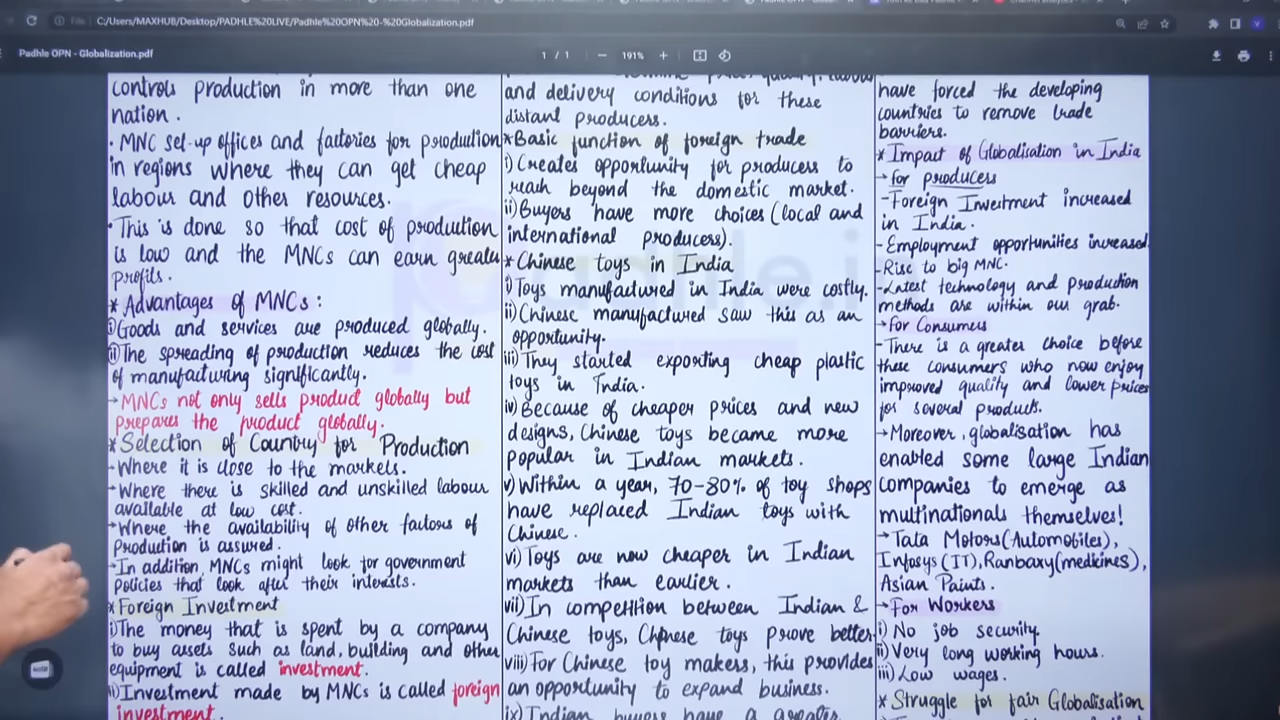 File
C:/Users/MAXHUB/Desktop/PADHLE%20LIVE/Padhle%20OPN%20-%20Globalization.pdf
Padhle OPN - Globalization.pdf
1 / 1
191%
controls production in more than one
nation.
· MNC set-up offices and factories for production
in regions where they can get cheap
labour and other resources.
· This is done so that cost of production
is low and the MNCs can earn greater
profits.
* Advantages of MNCs :
i) Goods and services are produced globally.
ii) The spreading of production reduces the cost
of manufacturing significantly.
→ MNCs not only sells product globally but
prepares the product globally.
* Selection of Country for Production
→ Where it is close to the markets.
→ Where there is skilled and unskilled labour
available at low cost.
→ Where the availability of other factors of
Production is assured.
→ In addition, MNCs might look for government
Policies that look after their interests.
* Foreign Investment
i) The money that is spent by a company
to buy assets such as land, building and other
equipment is called investment.
ii) Investment made by MNCs is called foreign
investment.
and delivery conditions for these
distant producers.
* Basic function of foreign trade
i) Creates opportunity for producers to
reach beyond the domestic market.
ii) Buyers have more choices (local and
international producers).
* Chinese toys in India
i) Toys manufactured in India were costly.
ii) Chinese manufactured saw this as an
opportunity.
iii) They started exporting cheap plastic
toys in India.
iv) Because of cheaper prices and new
designs, Chinese toys became more
popular in Indian markets.
v) Within a year, 70-80% of toy shops
have replaced Indian toys with
Chinese.
vi) Toys are now cheaper in Indian
markets than earlier.
vii) In competition between Indian &
Chinese toys, Chinese toys prove better
viii) For Chinese toy makers, this provides
an opportunity to expand business.
ix) Indian buyers have a greater
have forced the developing
countries to remove trade
barriers.
* Impact of Globalisation in India
→ for producers
- Foreign Investment increased
in India.
- Employment opportunities increased.
- Rise to big MNC.
- Latest technology and production
methods are within our grab.
→ For Consumers
- There is a greater choice before
these consumers who now enjoy
improved quality and lower prices
for several products.
→ Moreover, globalisation has
enabled some large Indian
companies to emerge as
multinationals themselves!
→ Tata Motors (Automobiles),
Infosys (IT), Ranbaxy (medicines),
Asian Paints.
→ For Workers
i) No job security.
ii) Very long working hours.
iii) Low wages.
* Struggle for fair Globalisation